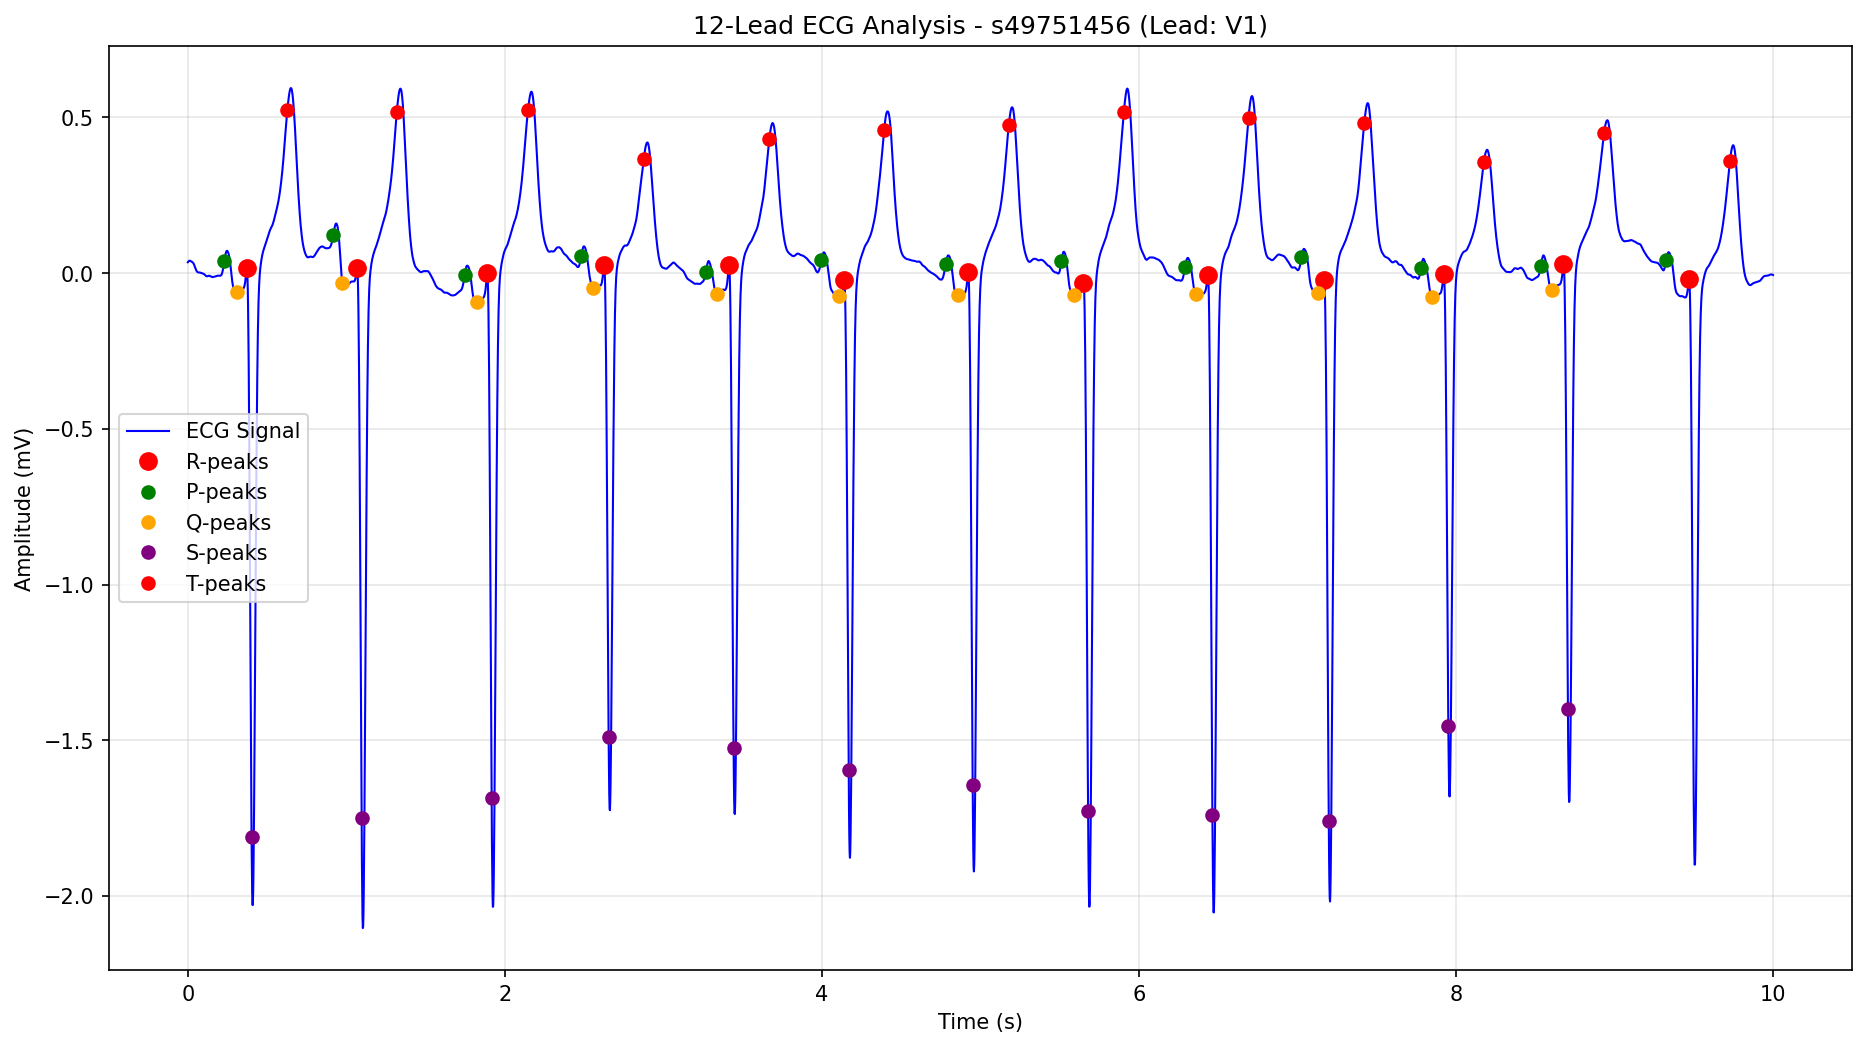 12-Lead ECG Analysis - s49751456 (Lead: V1)
0.5
0.0
−0.5
−1.0
−1.5
−2.0
Amplitude (mV)
ECG Signal
R-peaks
P-peaks
Q-peaks
S-peaks
T-peaks
0 2 4 6 8 10
Time (s)